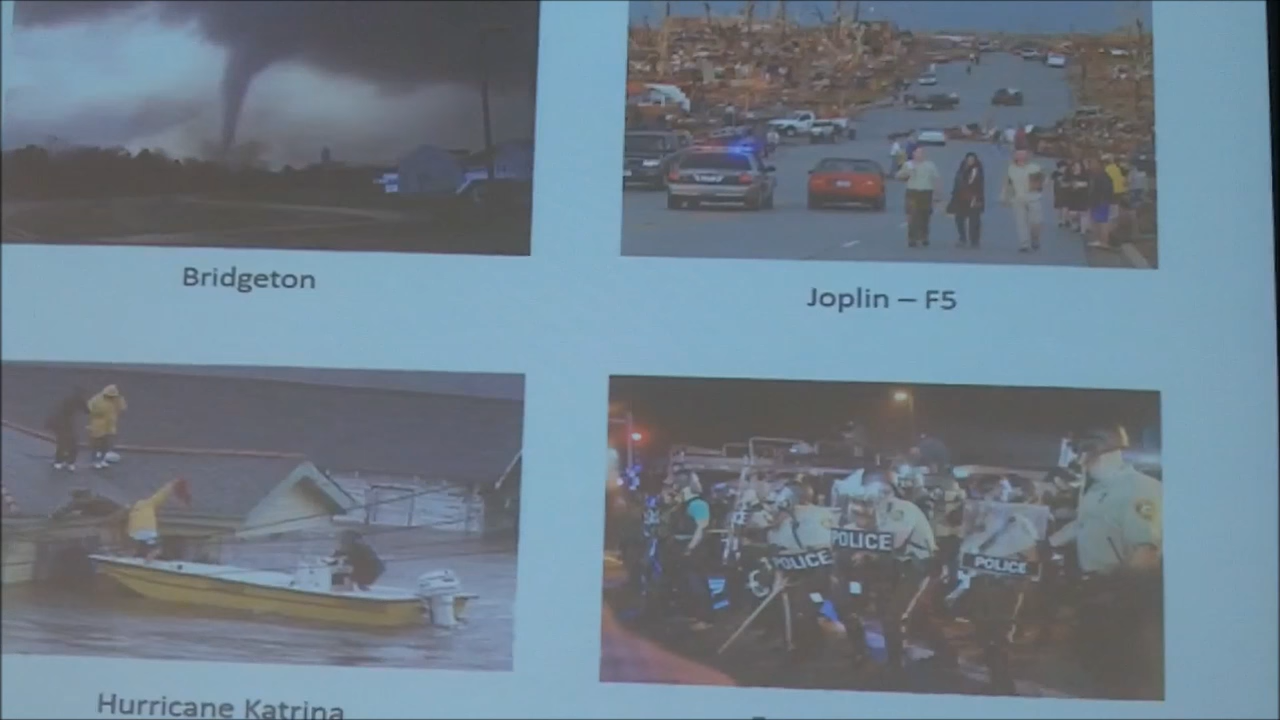 Bridgeton
Joplin – F5
POLICE
POLICE
POLICE
Hurricane Katrina